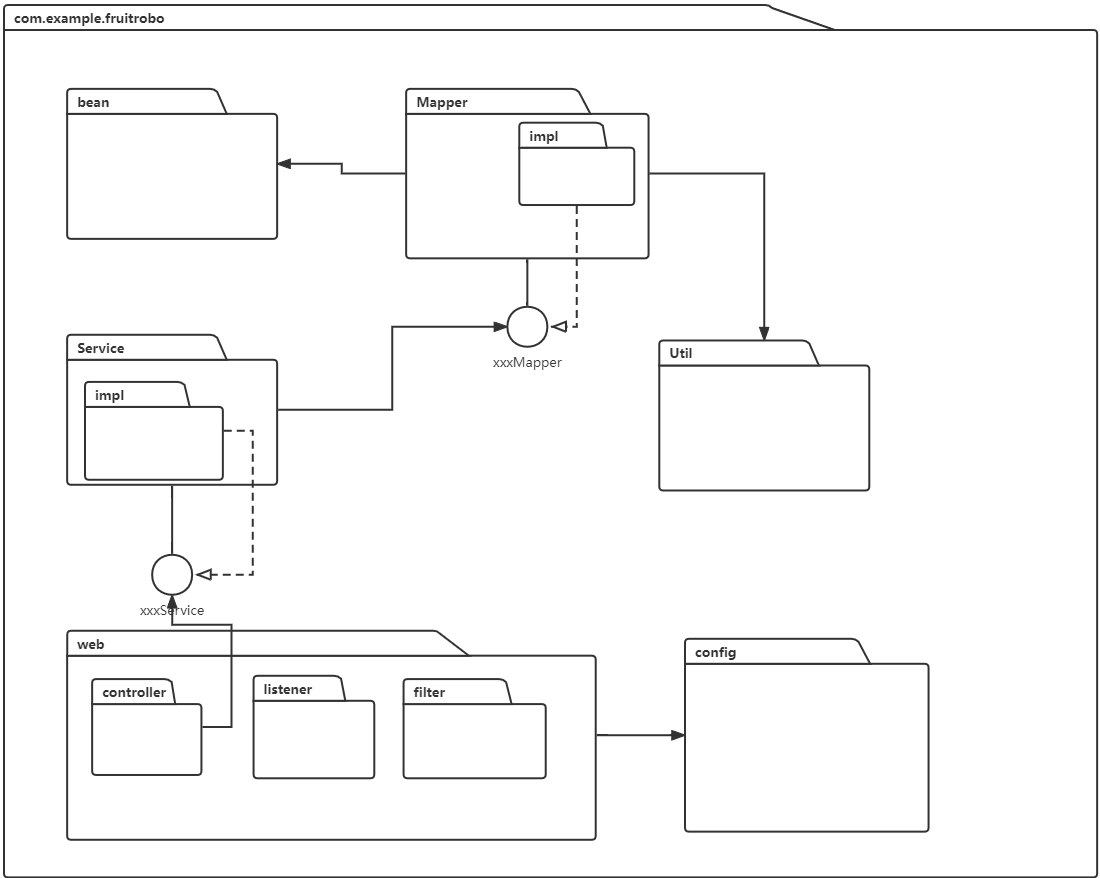 com.example.fruitrobo
bean
Mapper
impl
xxxMapper
Service
impl
Util
xxxService
web
controller
listener
filter
config